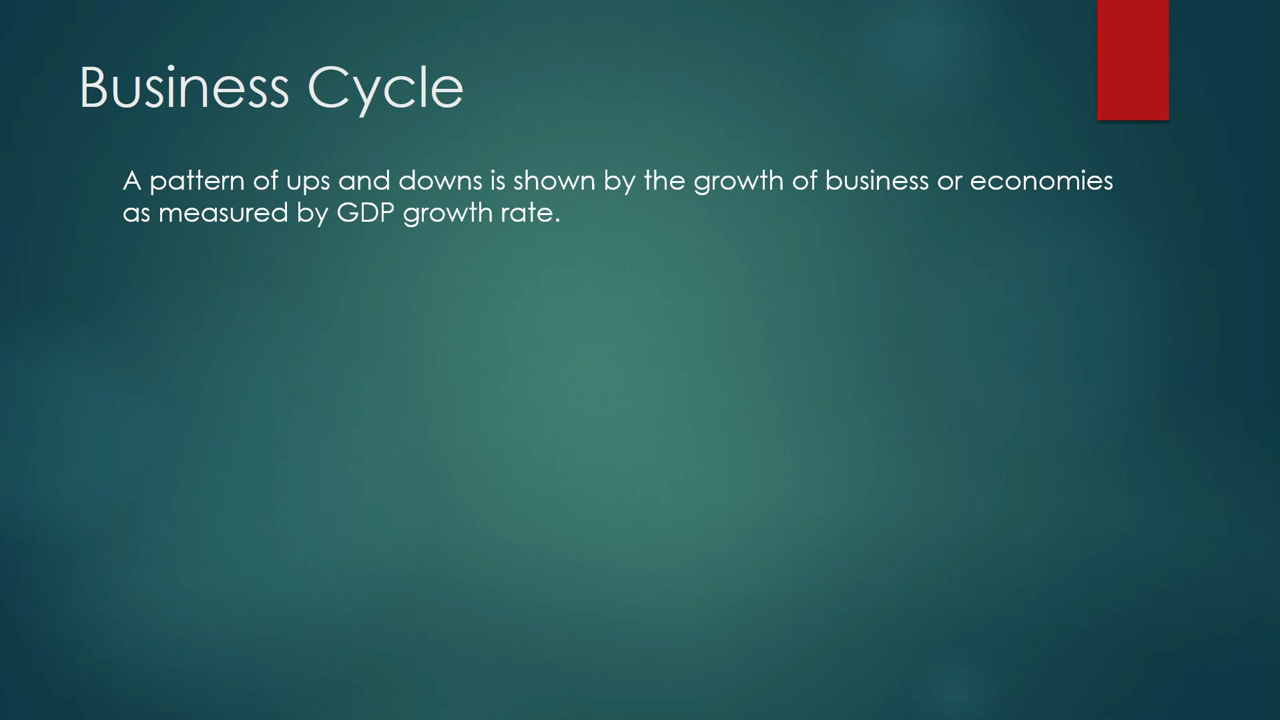 Business Cycle
A pattern of ups and downs is shown by the growth of business or economies
as measured by GDP growth rate.